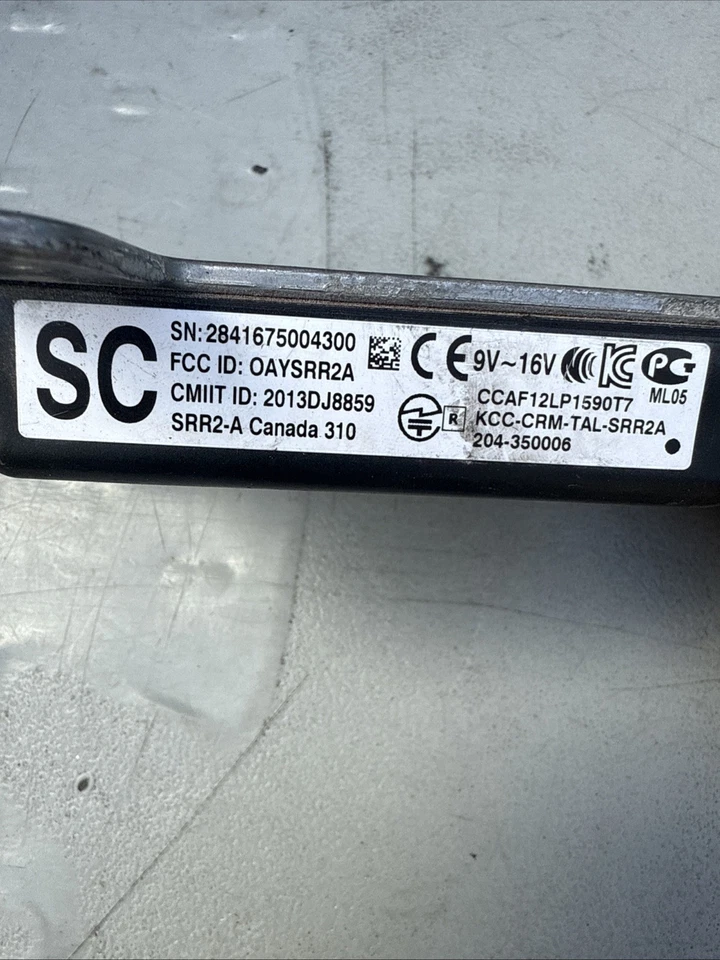 SC
SN: 2841675004300
FCC ID: OAYSRR2A
CMIIT ID: 2013DJ8859
SRR2-A Canada 310
CE 9V~16V
CCAF12LP1590T7
ML05
R KCC-CRM-TAL-SRR2A
204-350006